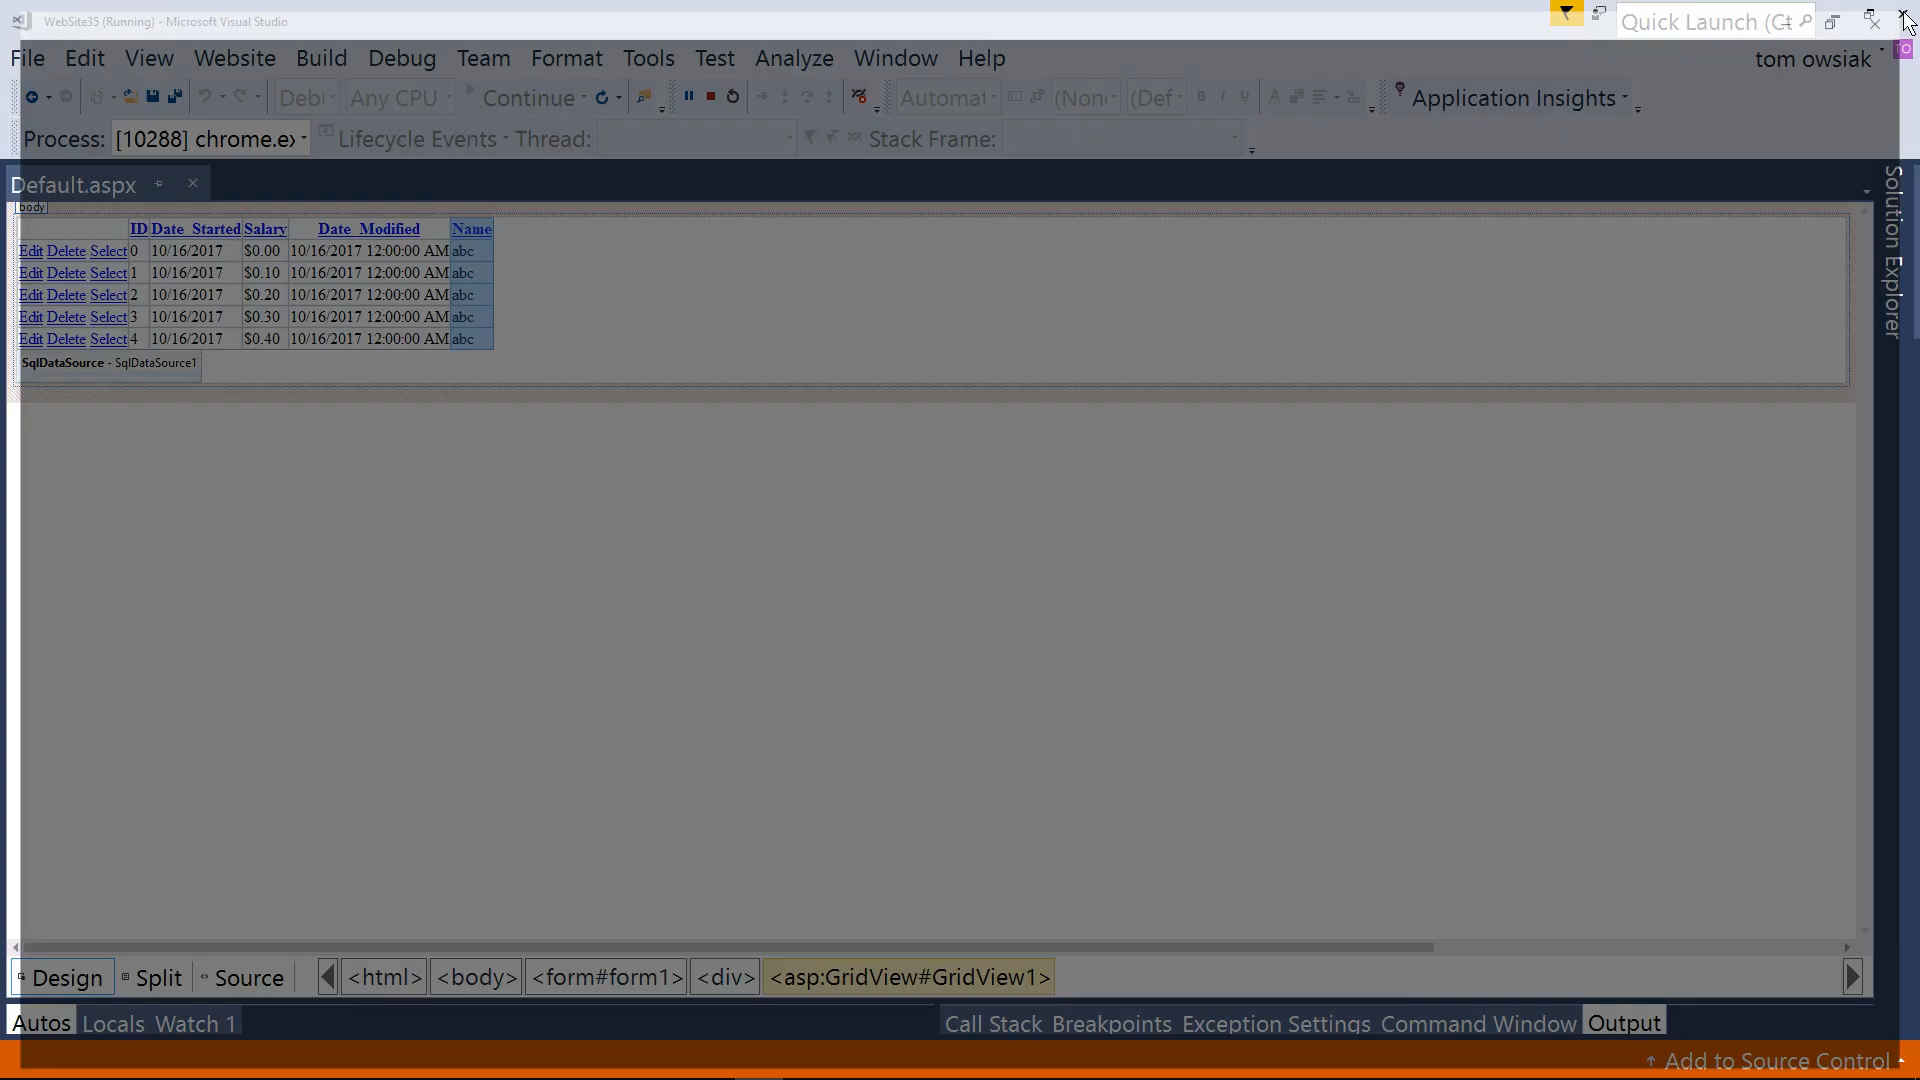 WebSite35 (Running) - Microsoft Visual Studio
Quick Launch (Ct
File Edit View Website Build Debug Team Format Tools Test Analyze Window Help
tom owsiak TO
Any CPU Continue Application Insights
Process: [10288] chrome.ex Lifecycle Events Thread: Stack Frame:
Default.aspx
body
ID Date_Started Salary Date_Modified Name
Edit Delete Select 0 10/16/2017 $0.00 10/16/2017 12:00:00 AM abc
Edit Delete Select 1 10/16/2017 $0.10 10/16/2017 12:00:00 AM abc
Edit Delete Select 2 10/16/2017 $0.20 10/16/2017 12:00:00 AM abc
Edit Delete Select 3 10/16/2017 $0.30 10/16/2017 12:00:00 AM abc
Edit Delete Select 4 10/16/2017 $0.40 10/16/2017 12:00:00 AM abc
SqlDataSource - SqlDataSource1
Solution Explorer
Design Split Source <html> <body> <form#form1> <div> <asp:GridView#GridView1>
Autos Locals Watch 1 Call Stack Breakpoints Exception Settings Command Window Output
Add to Source Control